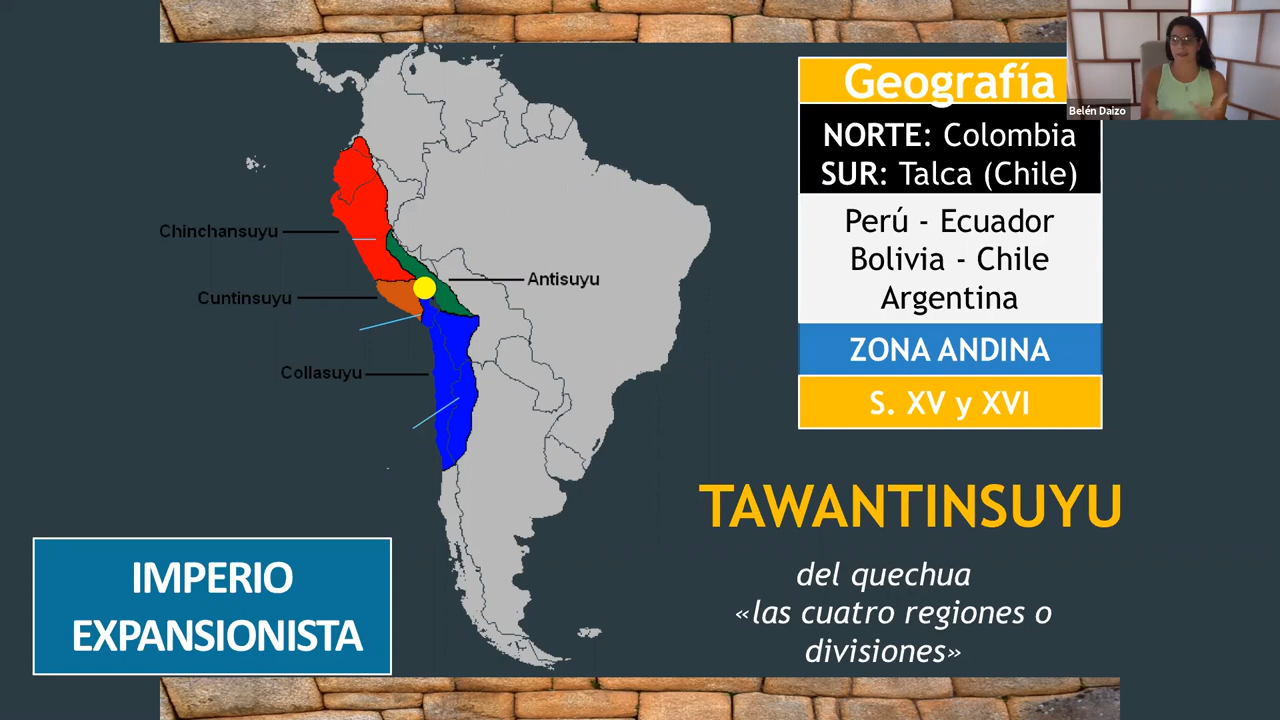 Geografía
Belén Daizo
NORTE: Colombia
SUR: Talca (Chile)
Perú - Ecuador
Bolivia - Chile
Argentina
ZONA ANDINA
S. XV y XVI
Chinchansuyu
Antisuyu
Cuntinsuyu
Collasuyu
TAWANTINSUYU
del quechua
«las cuatro regiones o
divisiones»
IMPERIO
EXPANSIONISTA